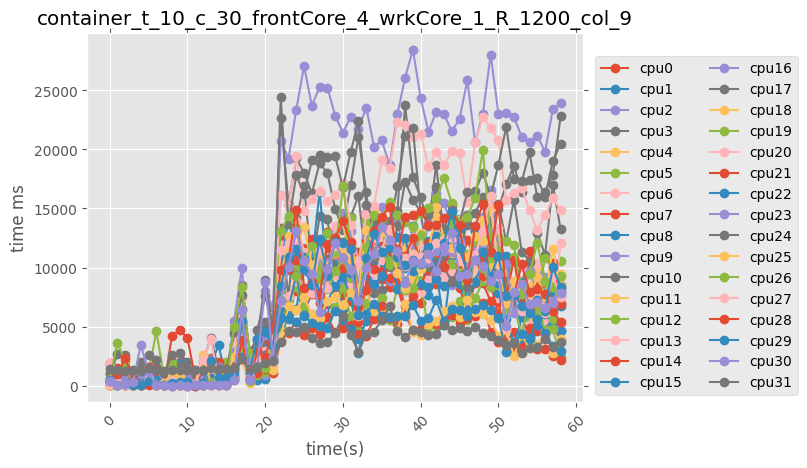 container_t_10_c_30_frontCore_4_wrkCore_1_R_1200_col_9
time ms
25000
20000
15000
10000
5000
0
0
10
20
30
40
50
60
time(s)
cpu0
cpu1
cpu2
cpu3
cpu4
cpu5
cpu6
cpu7
cpu8
cpu9
cpu10
cpu11
cpu12
cpu13
cpu14
cpu15
cpu16
cpu17
cpu18
cpu19
cpu20
cpu21
cpu22
cpu23
cpu24
cpu25
cpu26
cpu27
cpu28
cpu29
cpu30
cpu31